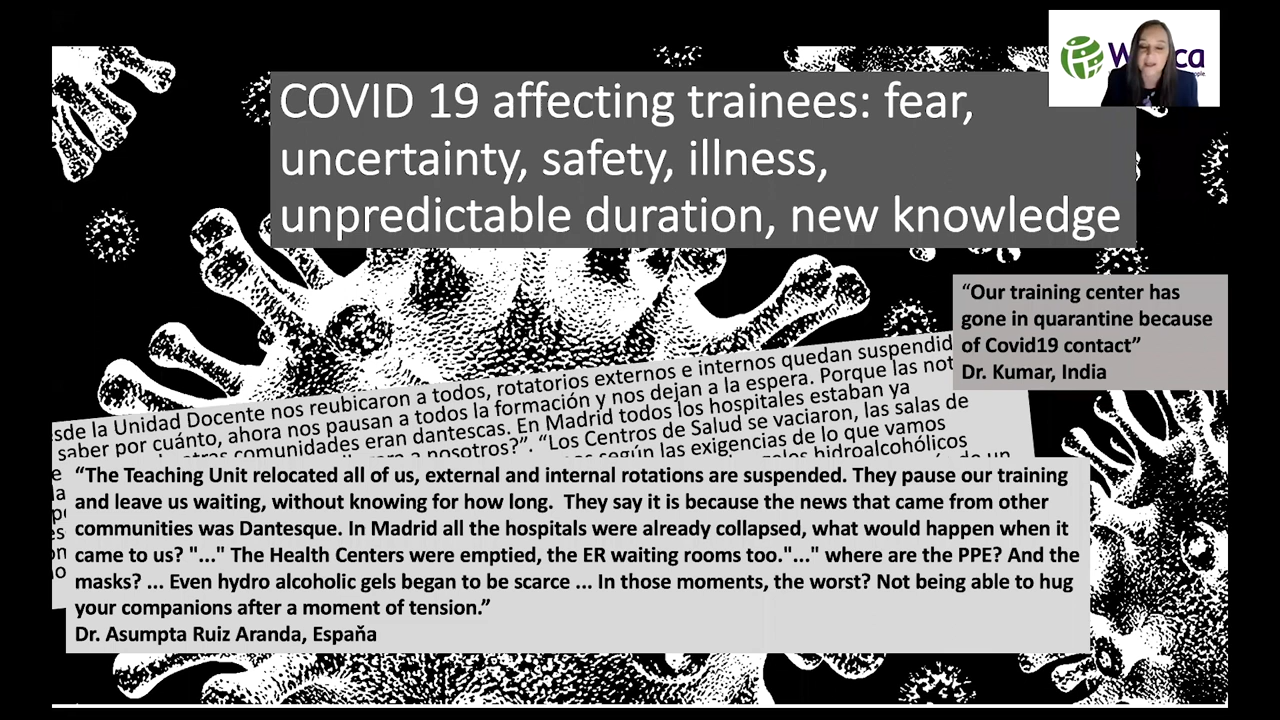 COVID 19 affecting trainees: fear,
uncertainty, safety, illness,
unpredictable duration, new knowledge
“Our training center has
gone in quarantine because
of Covid19 contact”
Dr. Kumar, India
de la Unidad Docente nos reubicaron a todos, rotatorios externos e internos quedan
saber por cuánto, ahora nos pausan a todos la formación y nos dejan a la espera. Porque las
comunidades eran dantescas. En Madrid todos los hospitales estaban ya
a nosotros?”. “Los Centros de Salud se vaciaron, las salas de
según las exigencias de lo que vamos
hidroalcohólicos
“The Teaching Unit relocated all of us, external and internal rotations are suspended. They pause our training
and leave us waiting, without knowing for how long.  They say it is because the news that came from other
communities was Dantesque. In Madrid all the hospitals were already collapsed, what would happen when it
came to us? "..." The Health Centers were emptied, the ER waiting rooms too."..." where are the PPE? And the
masks? ... Even hydro alcoholic gels began to be scarce ... In those moments, the worst? Not being able to hug
your companions after a moment of tension.”
Dr. Asumpta Ruiz Aranda, Espaňa